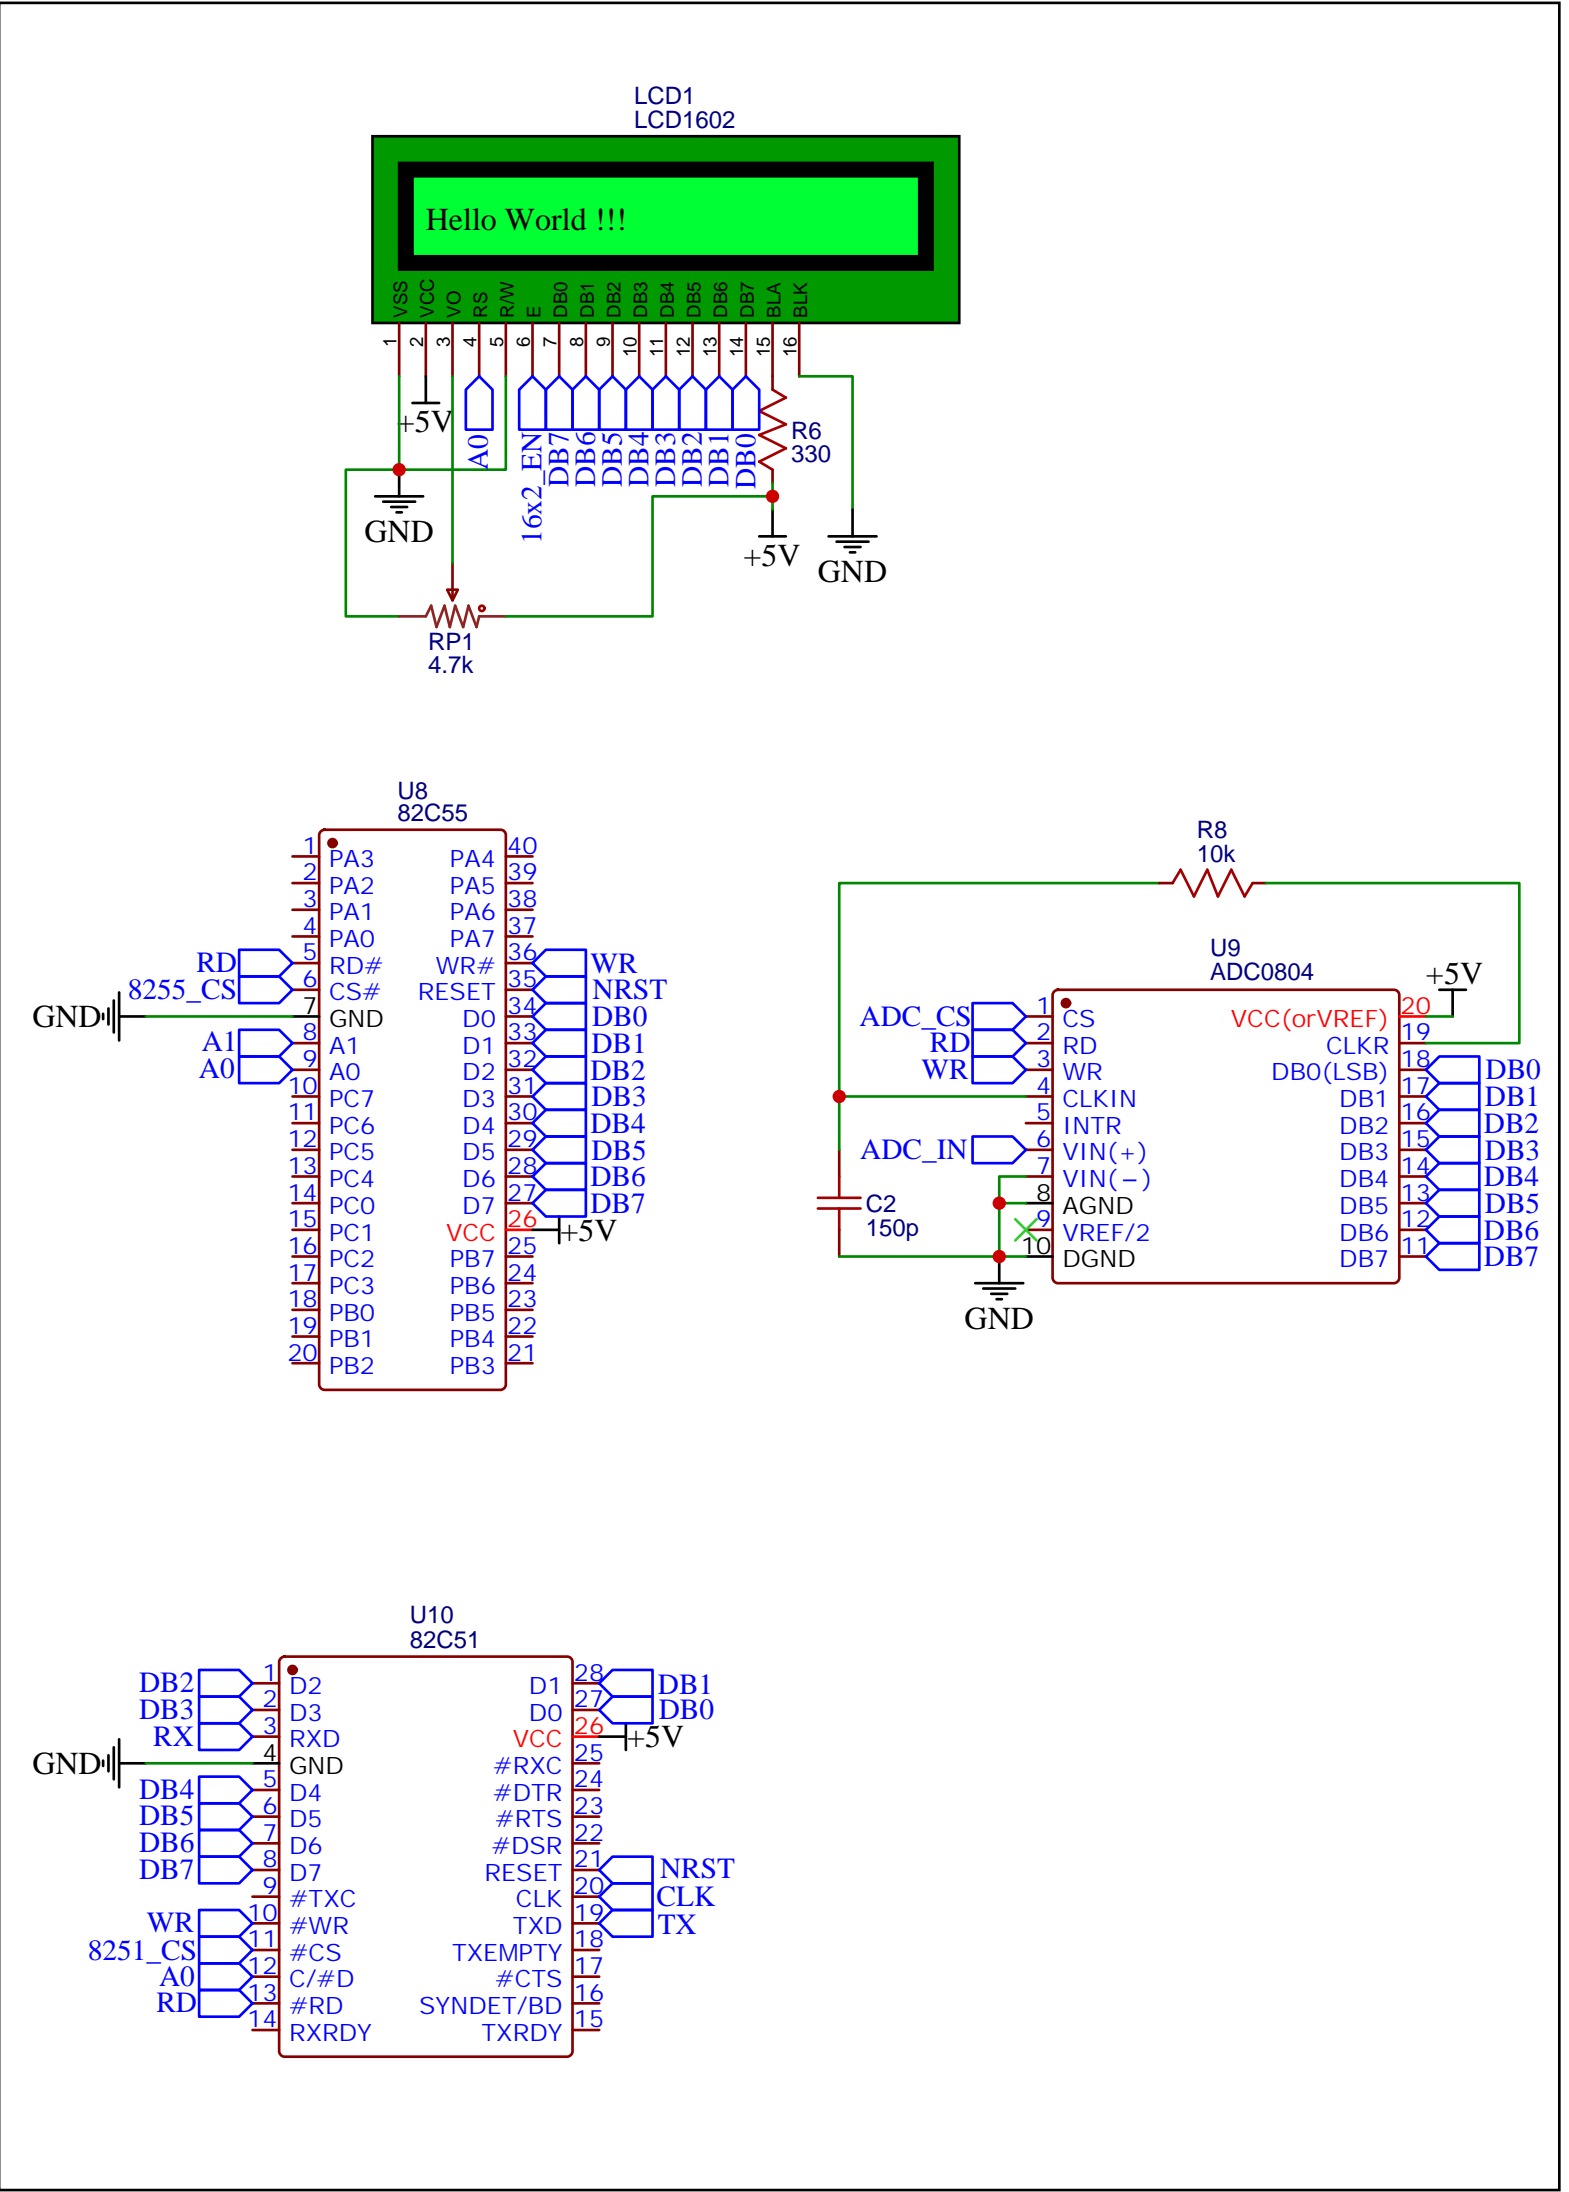 LCD1
LCD1602
Hello World !!!
VSS VCC VO RS R/W E DB0 DB1 DB2 DB3 DB4 DB5 DB6 DB7 BLA BLK
1 2 3 4 5 6 7 8 9 10 11 12 13 14 15 16
+5V
A0
16x2_EN DB7 DB6 DB5 DB4 DB3 DB2 DB1 DB0
R6
330
GND
+5V
GND
RP1
4.7k
U8
82C55
1 PA3 PA4 40
2 PA2 PA5 39
3 PA1 PA6 38
4 PA0 PA7 37
RD 5 RD# WR# 36 WR
8255_CS 6 CS# RESET 35 NRST
GND 7 GND D0 34 DB0
A1 8 A1 D1 33 DB1
A0 9 A0 D2 32 DB2
10 PC7 D3 31 DB3
11 PC6 D4 30 DB4
12 PC5 D5 29 DB5
13 PC4 D6 28 DB6
14 PC0 D7 27 DB7
15 PC1 VCC 26 +5V
16 PC2 PB7 25
17 PC3 PB6 24
18 PB0 PB5 23
19 PB1 PB4 22
20 PB2 PB3 21
R8
10k
U9
ADC0804
+5V
ADC_CS 1 CS VCC(orVREF) 20
RD 2 RD CLKR 19
WR 3 WR DB0(LSB) 18 DB0
4 CLKIN DB1 17 DB1
5 INTR DB2 16 DB2
ADC_IN 6 VIN(+) DB3 15 DB3
7 VIN(−) DB4 14 DB4
8 AGND DB5 13 DB5
9 VREF/2 DB6 12 DB6
10 DGND DB7 11 DB7
C2
150p
GND
U10
82C51
DB2 1 D2 D1 28 DB1
DB3 2 D3 D0 27 DB0
RX 3 RXD VCC 26 +5V
GND 4 GND #RXC 25
DB4 5 D4 #DTR 24
DB5 6 D5 #RTS 23
DB6 7 D6 #DSR 22
DB7 8 D7 RESET 21 NRST
9 #TXC CLK 20 CLK
WR 10 #WR TXD 19 TX
8251_CS 11 #CS TXEMPTY 18
A0 12 C/#D #CTS 17
RD 13 #RD SYNDET/BD 16
14 RXRDY TXRDY 15